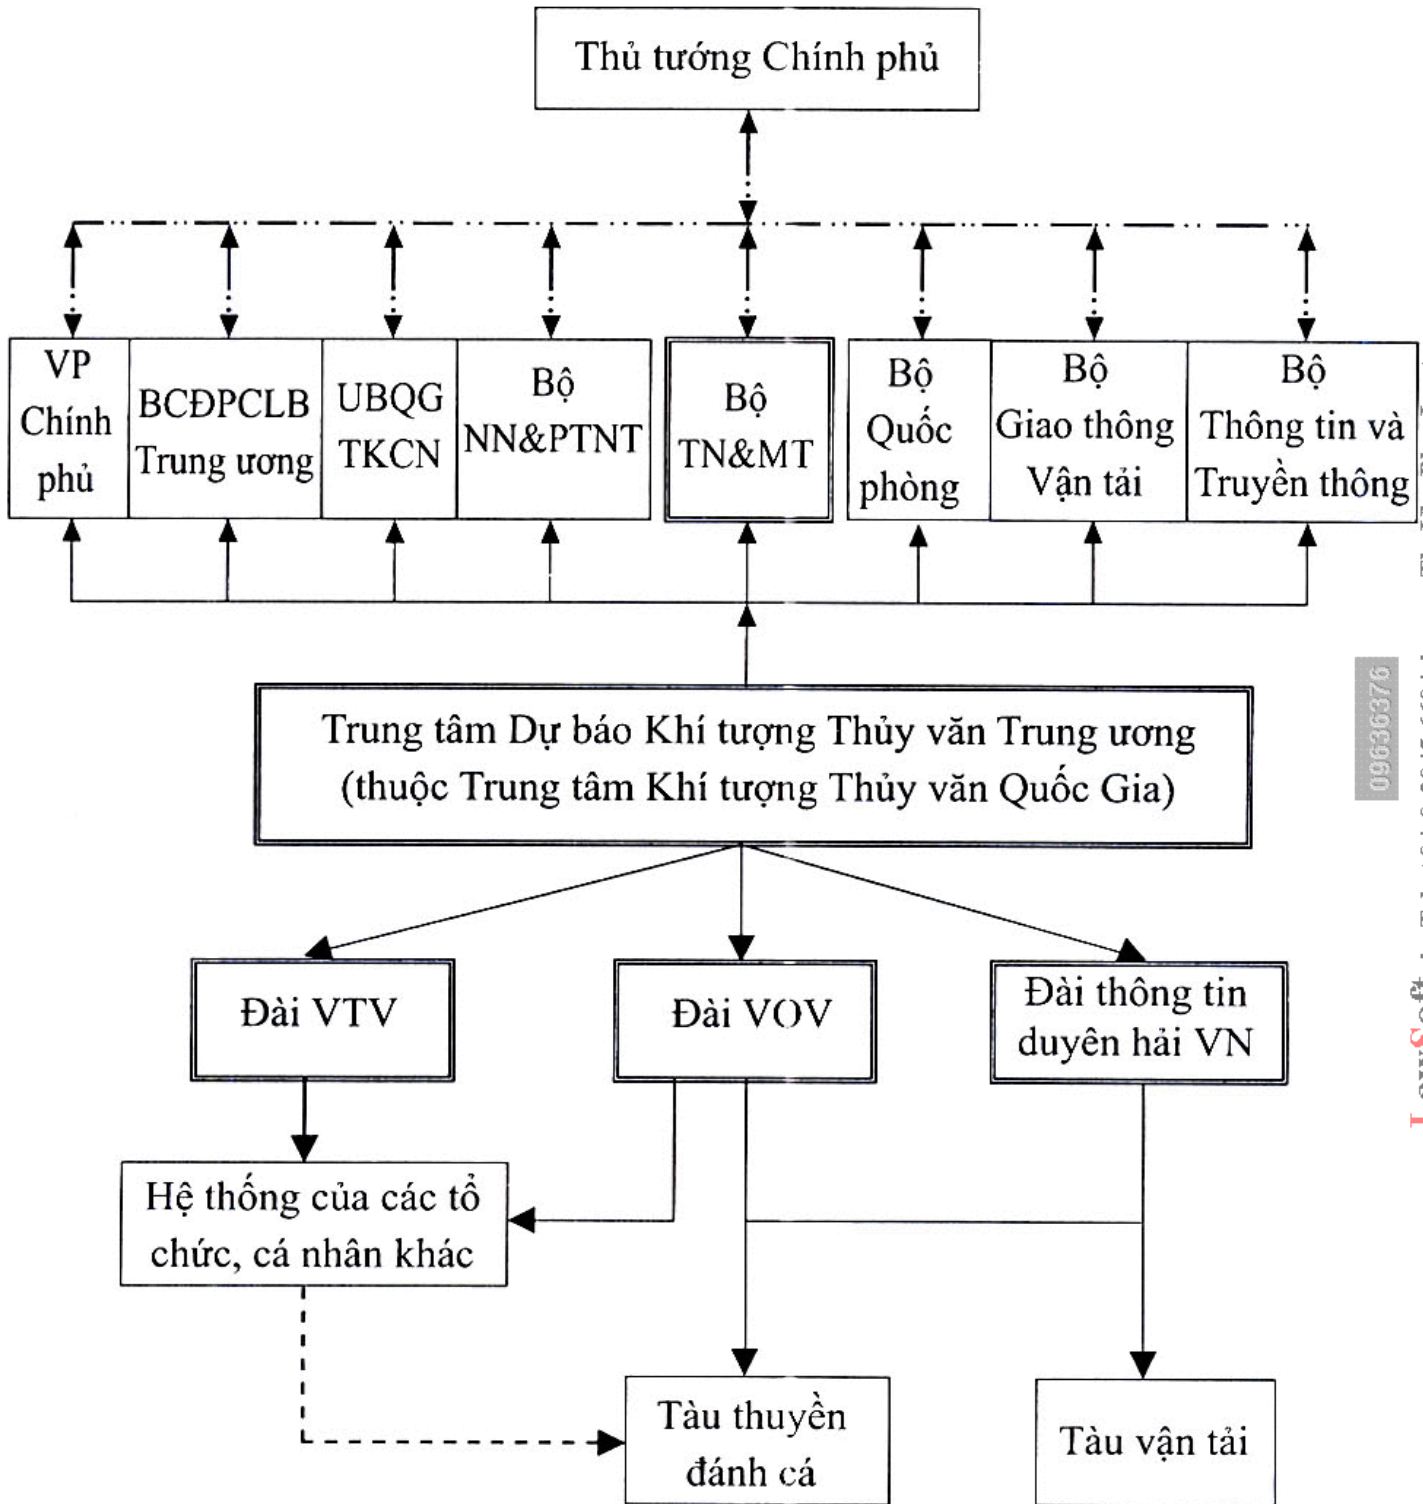 Thủ tướng Chính phủ
VP
Chính
phủ
BCĐPCLB
Trung ương
UBQG
TKCN
Bộ
NN&PTNT
Bộ
TN&MT
Bộ
Quốc
phòng
Bộ
Giao thông
Vận tải
Bộ
Thông tin và
Truyền thông
Trung tâm Dự báo Khí tượng Thủy văn Trung ương
(thuộc Trung tâm Khí tượng Thủy văn Quốc Gia)
Đài VTV
Đài VOV
Đài thông tin
duyên hải VN
Hệ thống của các tổ
chức, cá nhân khác
Tàu thuyền
đánh cá
Tàu vận tải
09636376